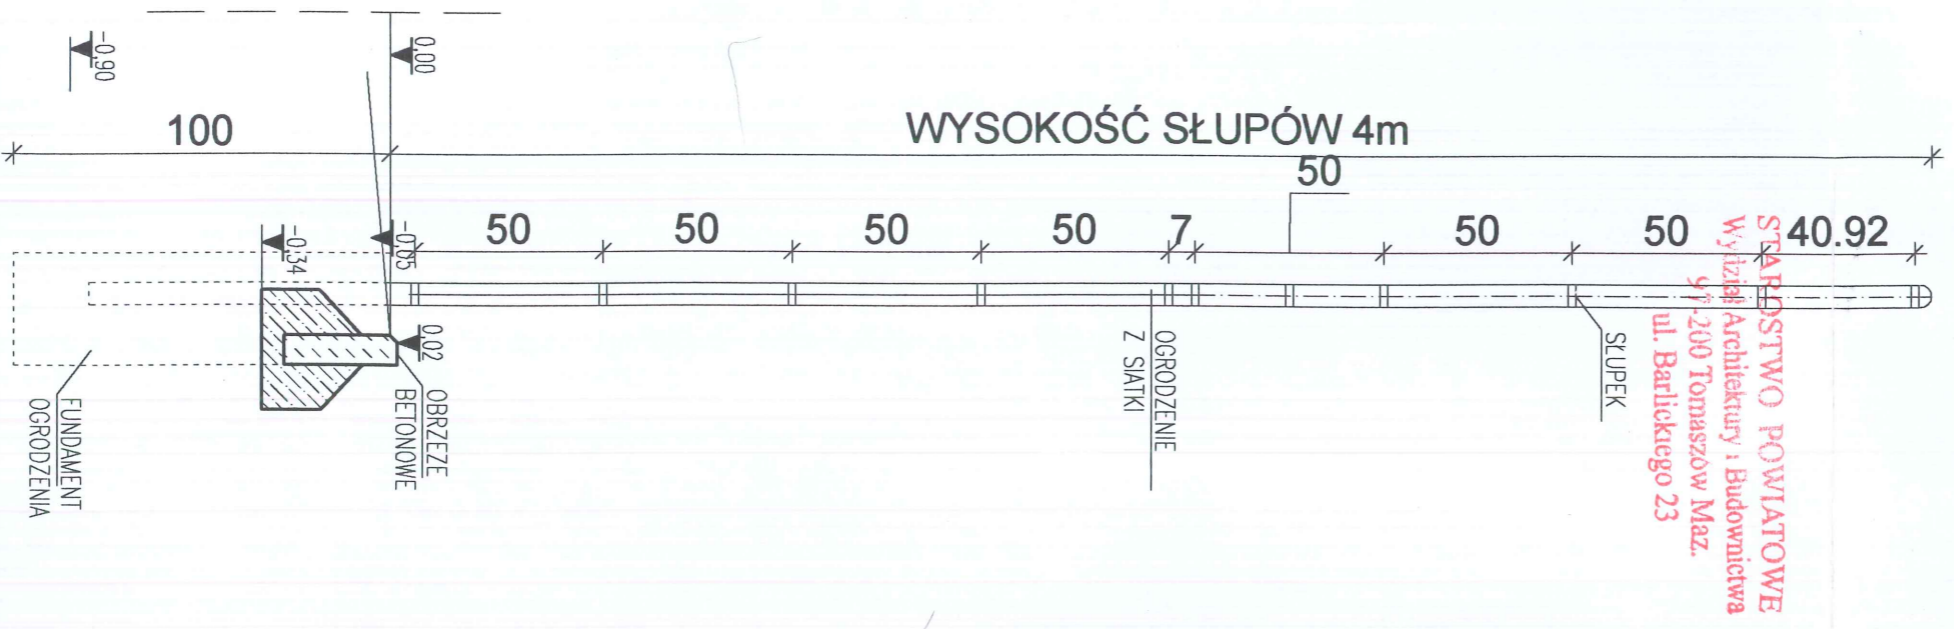 0,00
-0,90
100
WYSOKOŚĆ SŁUPÓW 4m
50
50
50
50
50
7
50
50
40.92
-0,34
-0,05
0,02
OBRZEŻE
BETONOWE
FUNDAMENT
OGRODZENIA
OGRODZENIE
Z SIATKI
SŁUPEK
STAROSTWO POWIATOWE
Wydział Architektury i Budownictwa
97-200 Tomaszów Maz.
ul. Barlickiego 23